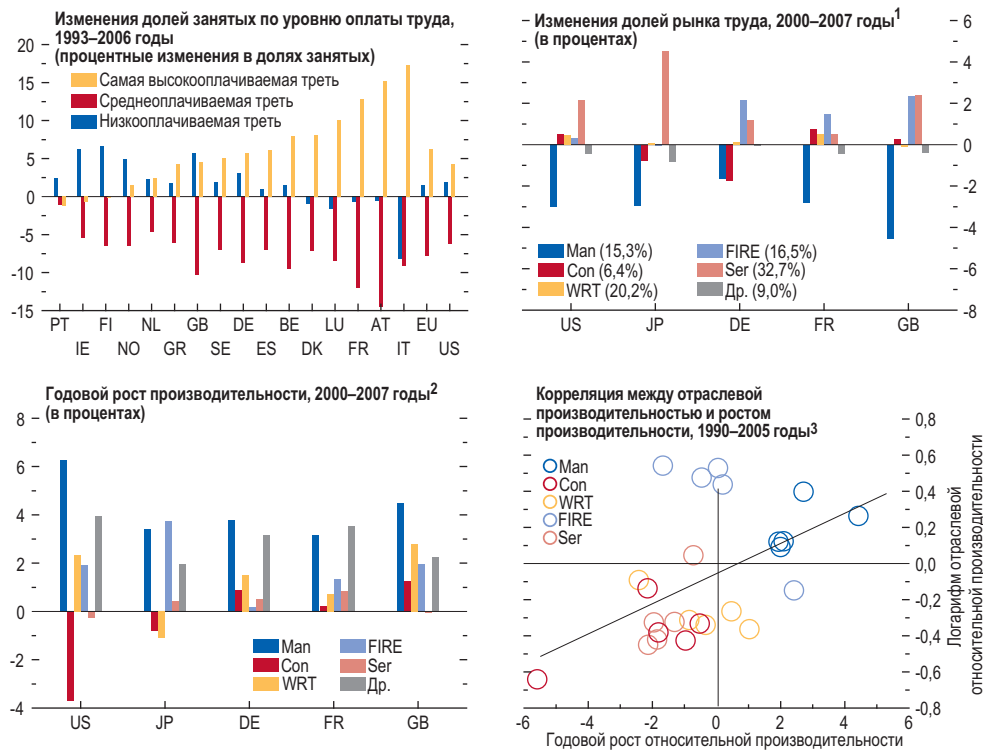 Изменения долей занятых по уровню оплаты труда,
1993–2006 годы
(процентные изменения в долях занятых)
20
15
10
5
0
-5
-10
-15
Самая высокооплачиваемая треть
Среднеоплачиваемая треть
Низкооплачиваемая треть
PT FI NL GB DE BE LU AT EU
IE NO GR SE ES DK FR IT US
Изменения долей рынка труда, 2000–2007 годы1
(в процентах)
6
4
2
0
-2
-4
-6
-8
Man (15,3%) FIRE (16,5%)
Con (6,4%) Ser (32,7%)
WRT (20,2%) Др. (9,0%)
US JP DE FR GB
Годовой рост производительности, 2000–2007 годы2
(в процентах)
8
6
4
2
0
-2
-4
Man FIRE
Con Ser
WRT Др.
US JP DE FR GB
Корреляция между отраслевой
производительностью и ростом
производительности, 1990–2005 годы3
Man
Con
WRT
FIRE
Ser
0,8
0,6
0,4
0,2
0,0
-0,2
-0,4
-0,6
-0,8
Логарифм отраслевой
относительной производительности
-6 -4 -2 0 2 4 6
Годовой рост относительной производительности